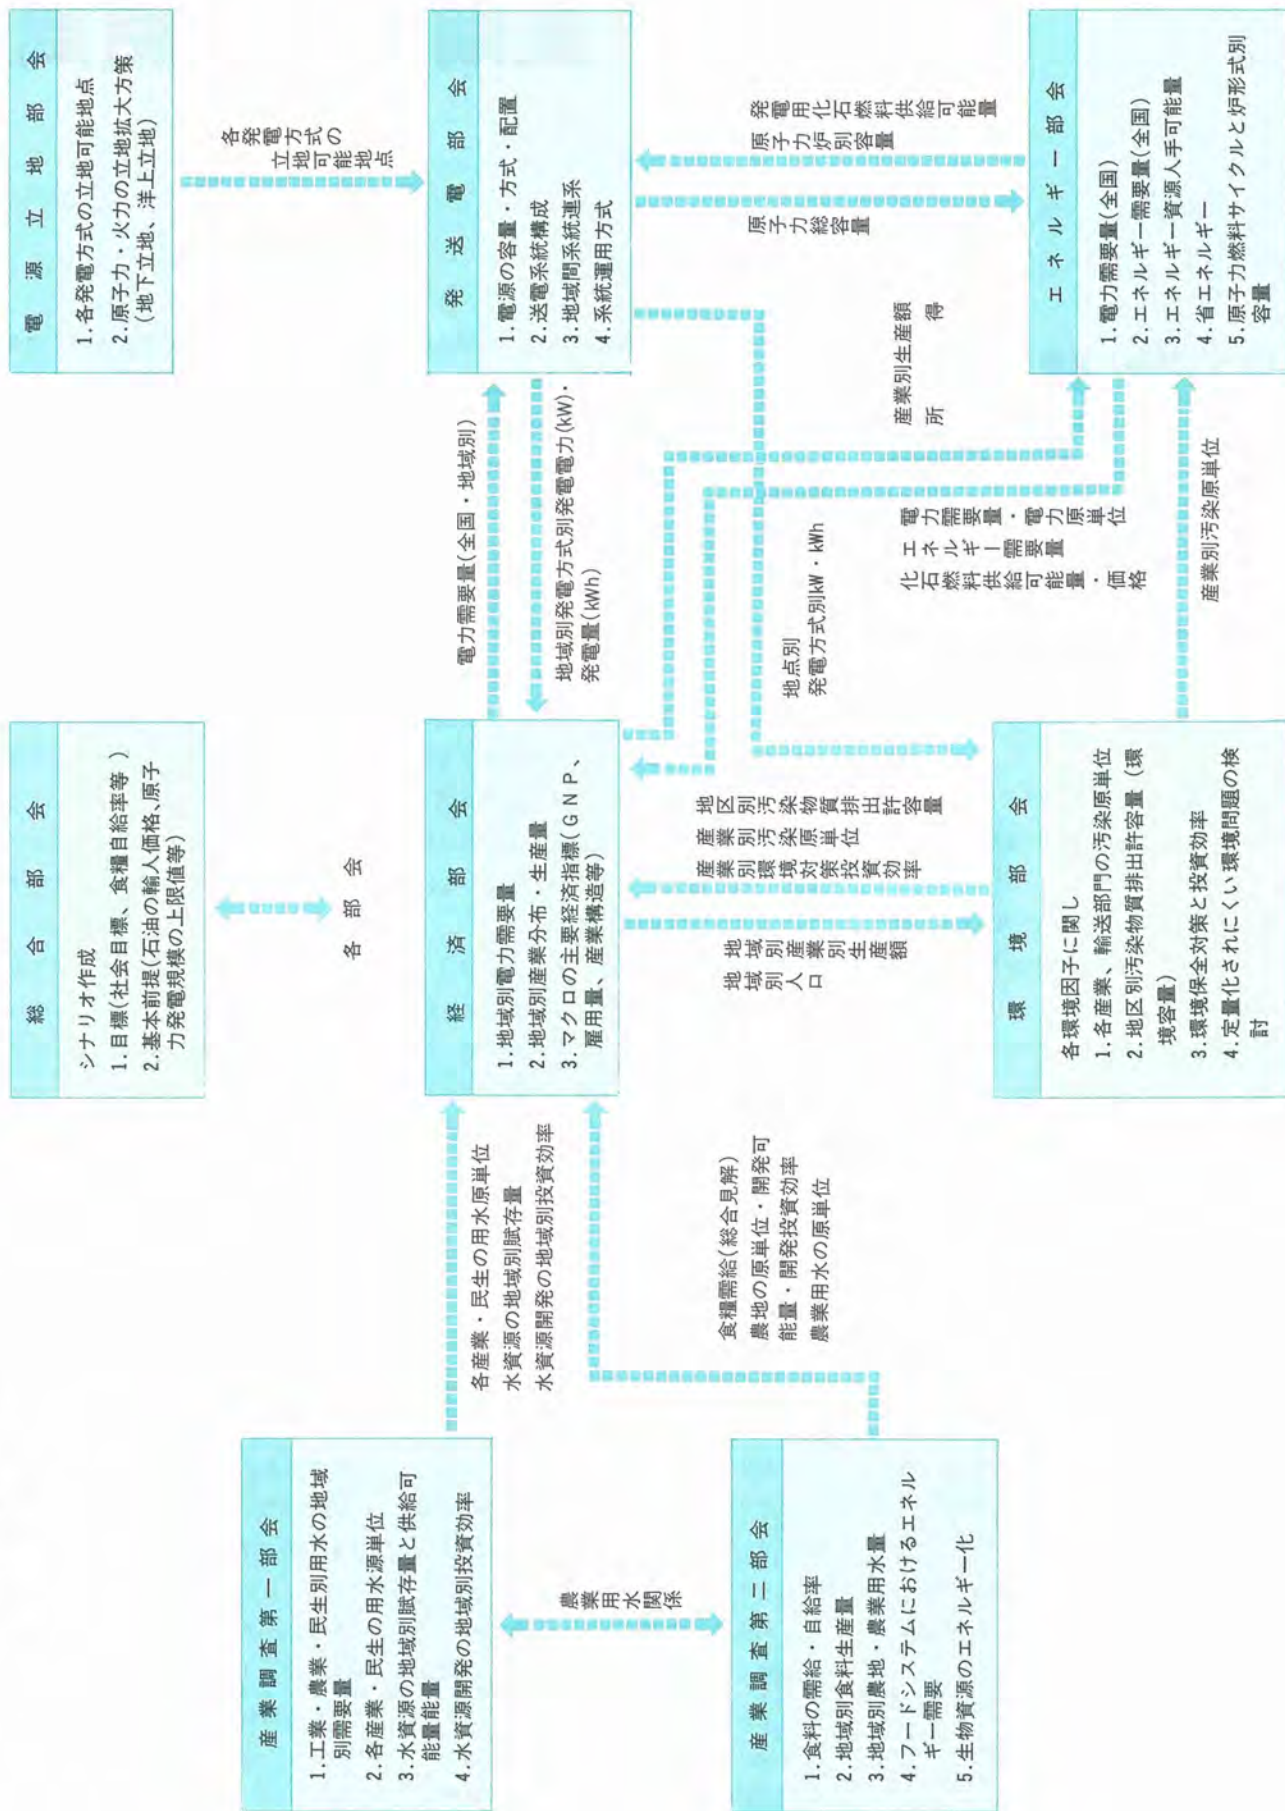 総合部会
シナリオ作成
1.目標(社会目標、食糧自給率等)
2.基本前提(石油の輸入価格、原子
力発電規模の上限値等)
各部会
電源立地部会
1.各発電方式の立地可能地点
2.原子力・火力の立地拡大方策
(地下立地、洋上立地)
各発電方式の
立地可能地点
産業調査第一部会
1.工業・農業・民生別用水の地域
別需要量
2.各産業・民生の用水源単位
3.水資源の地域別賦存量と供給可
能量能量
4.水資源開発の地域別投資効率
各産業・民生の用水原単位
水資源の地域別賦存量
水資源開発の地域別投資効率
経済部会
1.地域別電力需要量
2.地域別産業分布・生産量
3.マクロの主要経済指標(GNP、
雇用量、産業構造等)
電力需要量(全国・地域別)
地域別発電方式別発電電力(kW)・
発電量(kWh)
発送電部会
1.電源の容量・方式・配置
2.送電系統構成
3.地域間系統連系
4.系統運用方式
農業用水
関係
産業調査第二部会
1.食料の需給・自給率
2.地域別食料生産量
3.地域別農地・農業用水量
4.フードシステムにおけるエネル
ギー需要
5.生物資源のエネルギー化
食糧需給(総合見解)
農地の原単位・開発可
能量・開発投資効率
農業用水の原単位
地域別産業別生産額
地域別人口
地区別汚染物質排出許容量
産業別汚染原単位
産業別環境対策投資効率
地点別
発電方式別kW・kWh
産業別生産額
所得
電力需要量・電力原単位
エネルギー需要量
化石燃料供給可能量・価格
原子力総容量
発電用化石燃料供給可能量
原子力炉別容量
環境部会
各環境因子に関し
1.各産業、輸送部門の汚染原単位
2.地区別汚染物質排出許容量(環
境容量)
3.環境保全対策と投資効率
4.定量化されにくい環境問題の検
討
産業別汚染原単位
エネルギー部会
1.電力需要量(全国)
2.エネルギー需要量(全国)
3.エネルギー資源入手可能量
4.省エネルギー
5.原子力燃料サイクルと炉形式別
容量